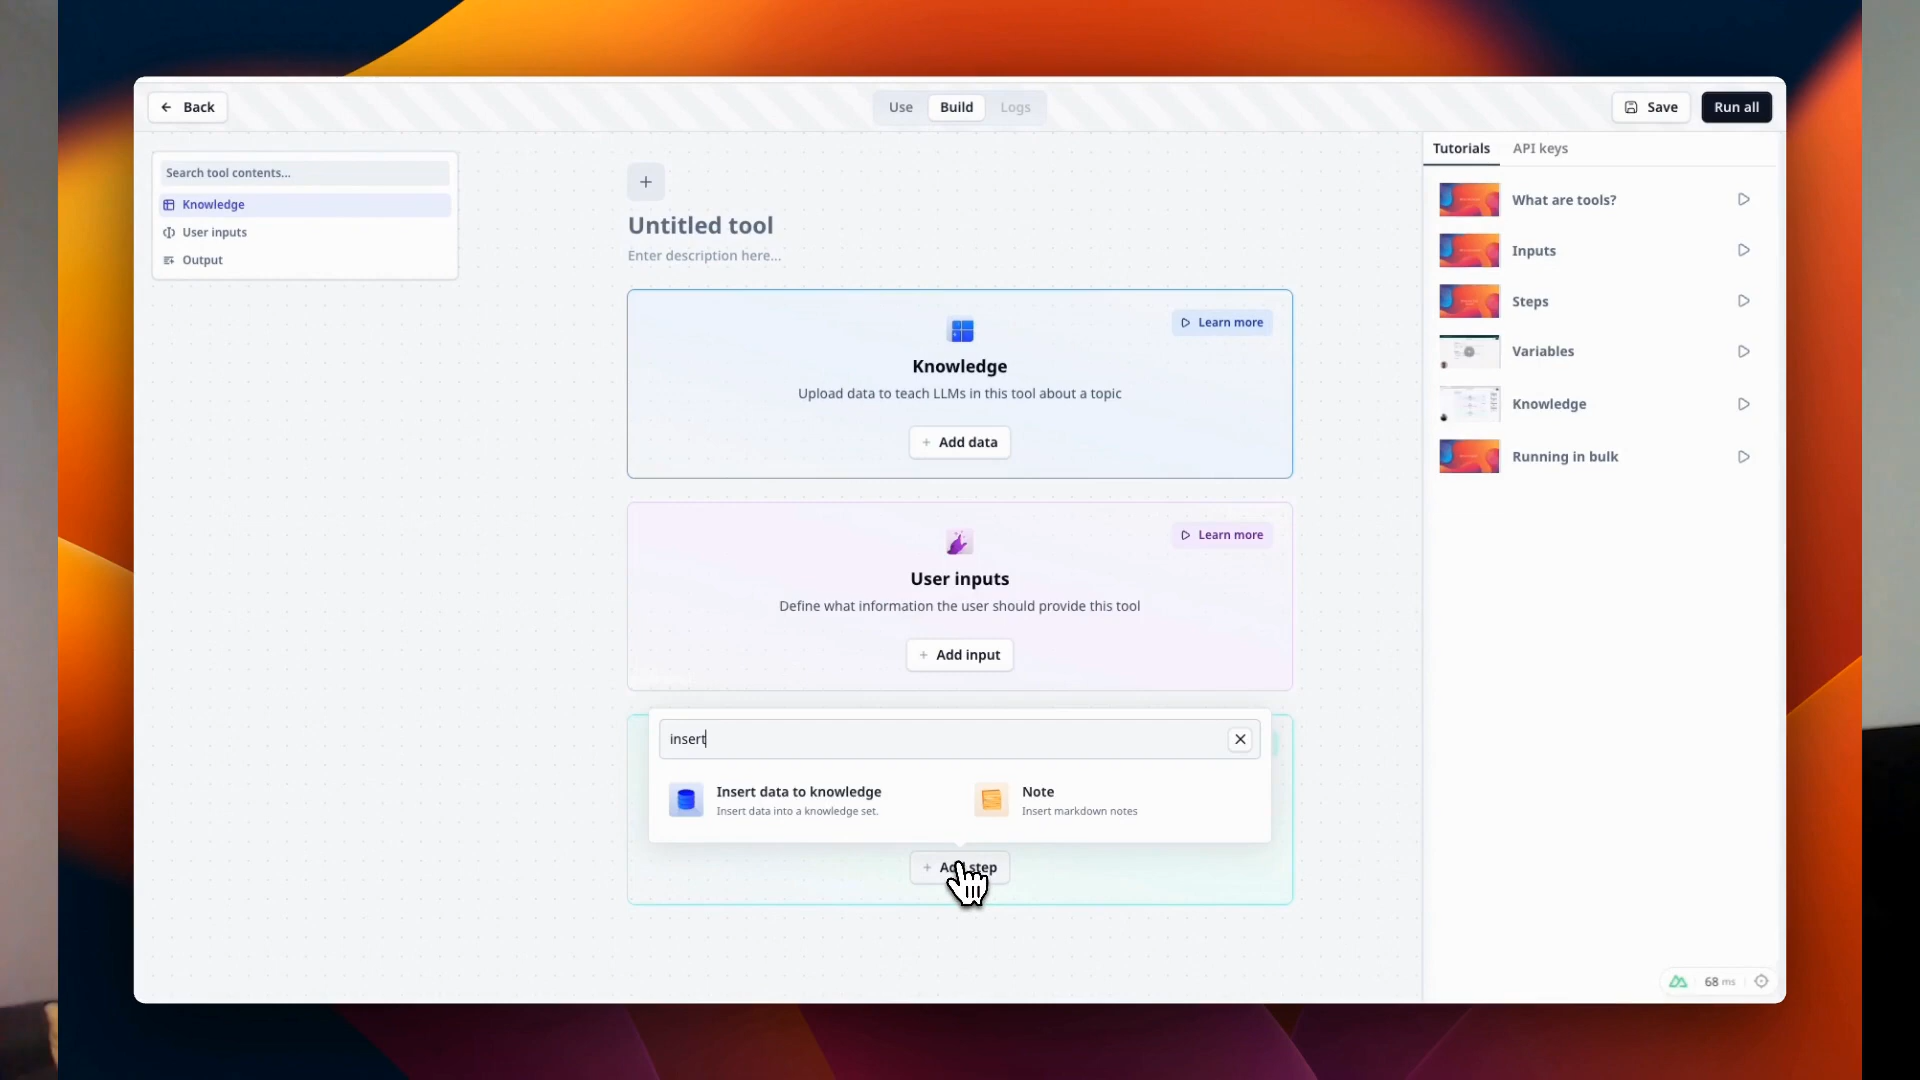 Back
Use
Build
Logs
Save
Run all
Search tool contents...
Knowledge
User inputs
Output
Untitled tool
Enter description here...
Learn more
Knowledge
Upload data to teach LLMs in this tool about a topic
+ Add data
Learn more
User inputs
Define what information the user should provide this tool
+ Add input
insert
Insert data to knowledge
Insert data into a knowledge set.
Note
Insert markdown notes
+ Add step
Tutorials
API keys
What are tools?
Inputs
Steps
Variables
Knowledge
Running in bulk
68 ms